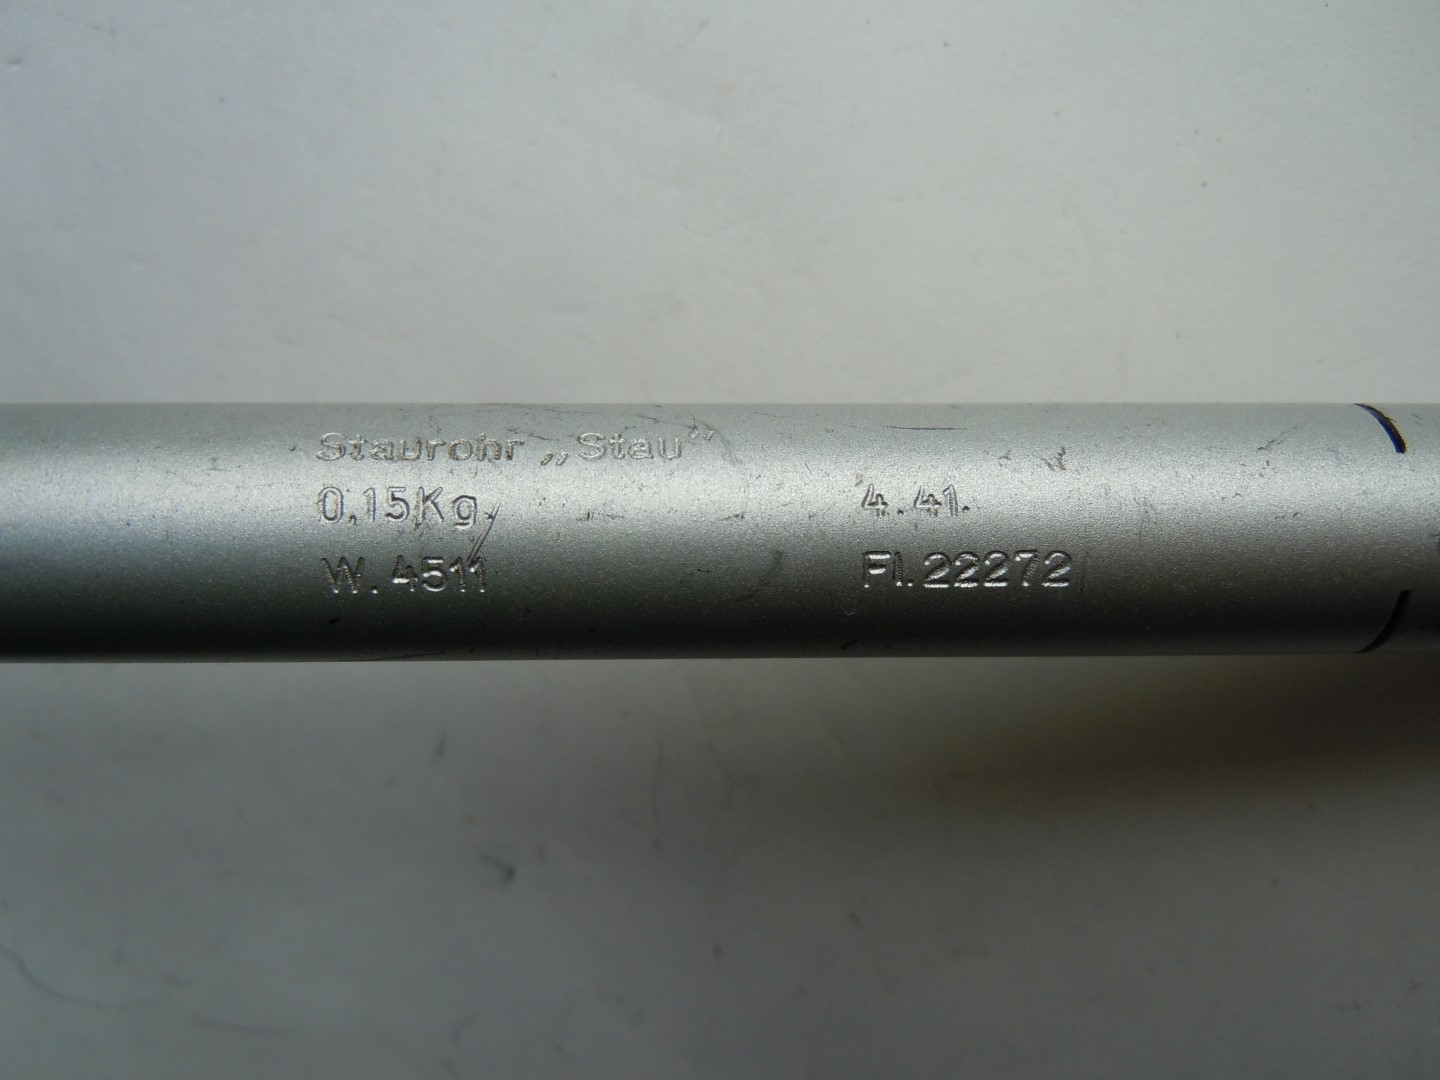 Staurohr „Stau“
0,15Kg. 4.41.
W. 4511 Fl.22272